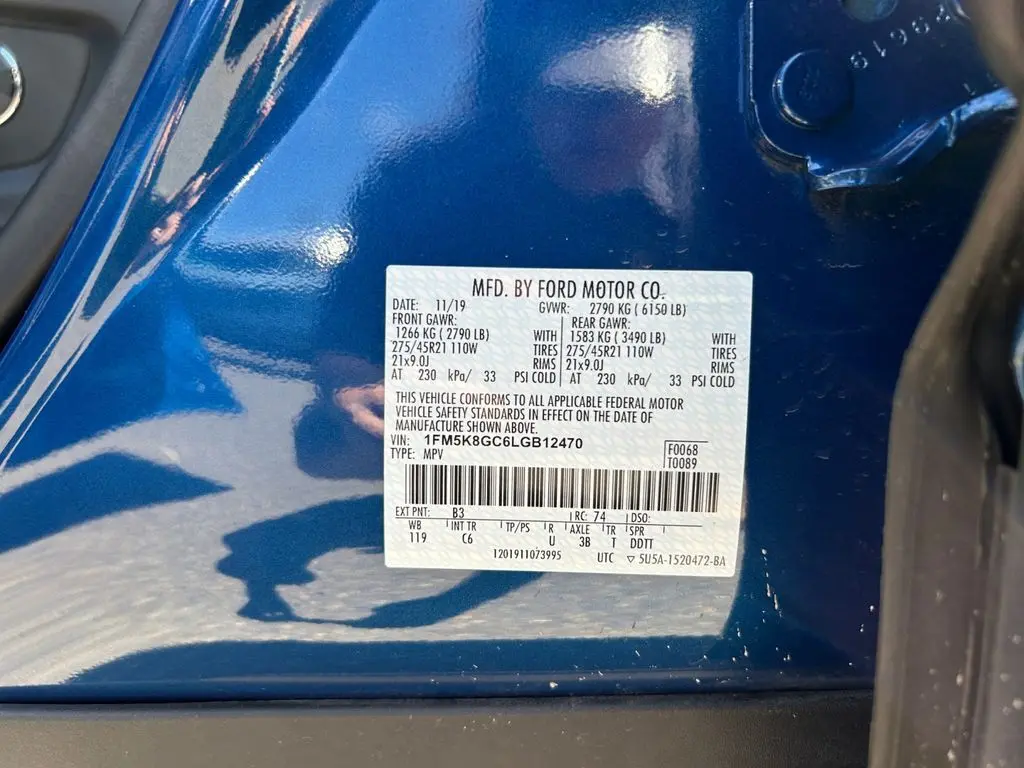 F9619
MFD. BY FORD MOTOR CO.
DATE: 11/19 GVWR: 2790 KG ( 6150 LB)
FRONT GAWR: REAR GAWR:
1266 KG ( 2790 LB) WITH 1583 KG ( 3490 LB) WITH
275/45R21 110W TIRES 275/45R21 110W TIRES
21x9.0J RIMS 21x9.0J RIMS
AT 230 kPa/ 33 PSI COLD AT 230 kPa/ 33 PSI COLD
THIS VEHICLE CONFORMS TO ALL APPLICABLE FEDERAL MOTOR
VEHICLE SAFETY STANDARDS IN EFFECT ON THE DATE OF
MANUFACTURE SHOWN ABOVE.
VIN: 1FM5K8GC6LGB12470 F0068
TYPE: MPV T0089
EXT PNT: B3 RC: 74 DSO:
WB INT TR TP/PS R AXLE TR SPR
119 C6 U 3B T DDTT
1201911073995 UTC ▽ 5U5A-1520472-BA